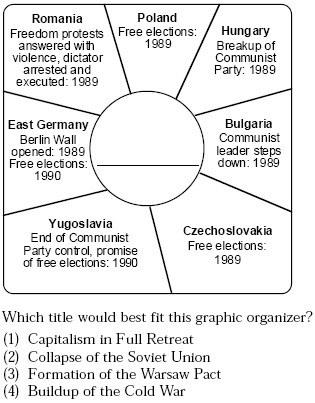 Romania
Freedom protests
answered with
violence, dictator
arrested and
executed: 1989
Poland
Free elections:
1989
Hungary
Breakup of
Communist
Party: 1989
East Germany
Berlin Wall
opened: 1989
Free elections:
1990
Bulgaria
Communist
leader steps
down: 1989
Yugoslavia
End of Communist
Party control, promise
of free elections: 1990
Czechoslovakia
Free elections:
1989
Which title would best fit this graphic organizer?
(1) Capitalism in Full Retreat
(2) Collapse of the Soviet Union
(3) Formation of the Warsaw Pact
(4) Buildup of the Cold War